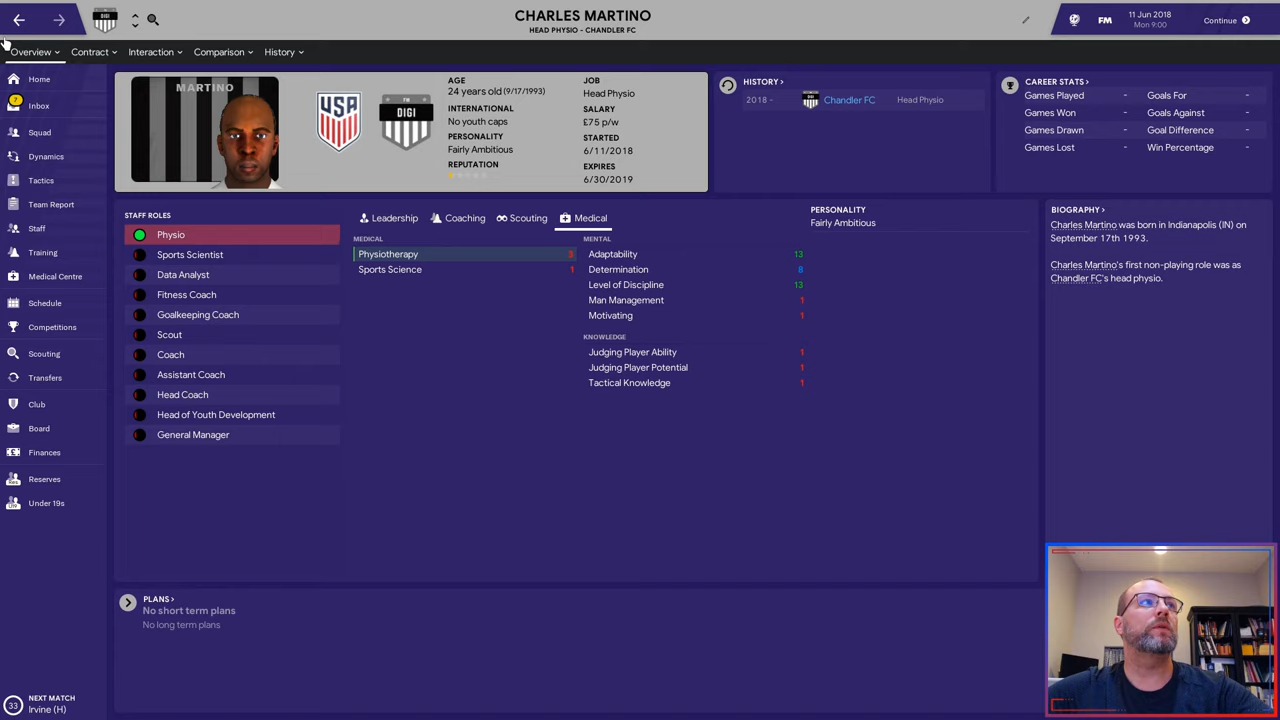 CHARLES MARTINO
HEAD PHYSIO - CHANDLER FC
11 Jun 2018
Mon 9:00
FM
Continue
DIGI
Overview
Contract
Interaction
Comparison
History
Home
7
Inbox
Squad
Dynamics
Tactics
Team Report
Staff
Training
Medical Centre
Schedule
Competitions
Scouting
Transfers
Club
Board
Finances
Reserves
Under 19s
33
NEXT MATCH
Irvine (H)
MARTINO
USA
DIGI
AGE
24 years old (9/17/1993)
INTERNATIONAL
No youth caps
PERSONALITY
Fairly Ambitious
REPUTATION
JOB
Head Physio
SALARY
£75 p/w
STARTED
6/11/2018
EXPIRES
6/30/2019
HISTORY >
2018 - Chandler FC Head Physio
CAREER STATS >
Games Played - Goals For -
Games Won - Goals Against -
Games Drawn - Goal Difference -
Games Lost - Win Percentage -
STAFF ROLES
Physio
Sports Scientist
Data Analyst
Fitness Coach
Goalkeeping Coach
Scout
Coach
Assistant Coach
Head Coach
Head of Youth Development
General Manager
Leadership
Coaching
Scouting
Medical
MEDICAL
Physiotherapy 3
Sports Science 1
MENTAL
Adaptability 13
Determination 8
Level of Discipline 13
Man Management 1
Motivating 1
KNOWLEDGE
Judging Player Ability 1
Judging Player Potential 1
Tactical Knowledge 1
PERSONALITY
Fairly Ambitious
BIOGRAPHY >
Charles Martino was born in Indianapolis (IN) on
September 17th 1993.
Charles Martino's first non-playing role was as
Chandler FC's head physio.
PLANS >
No short term plans
No long term plans